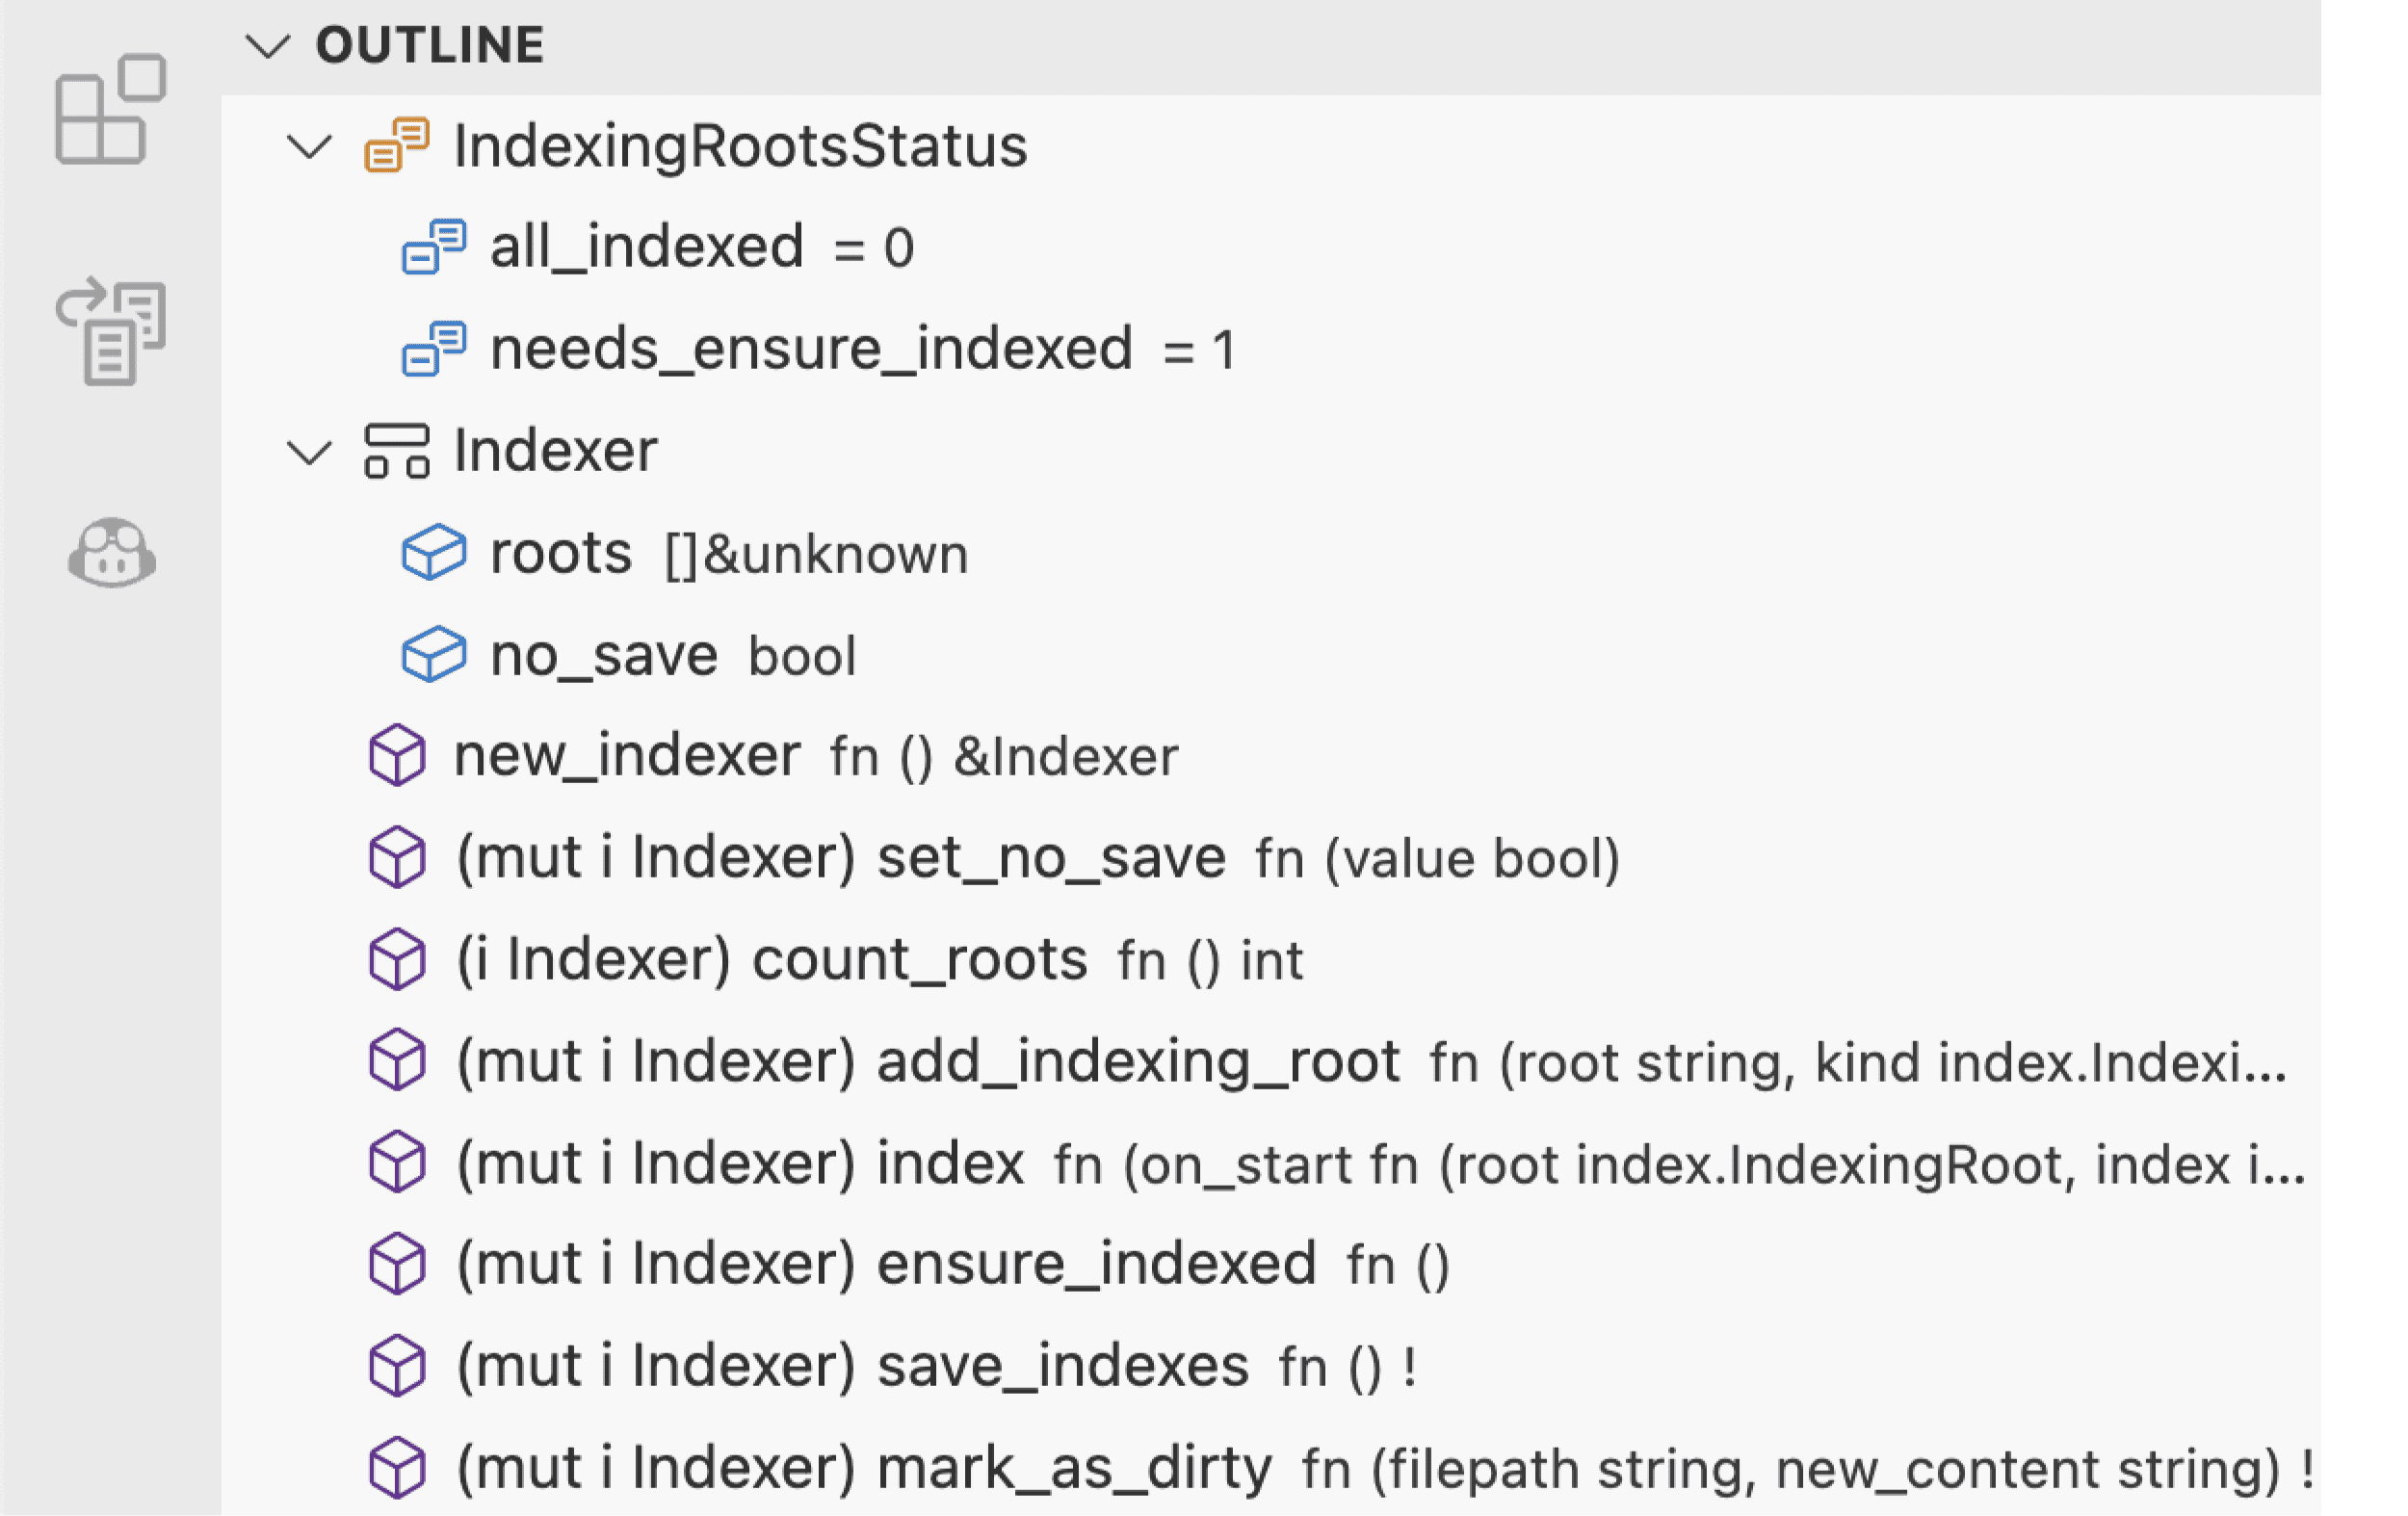 OUTLINE
IndexingRootsStatus
all_indexed = 0
needs_ensure_indexed = 1
Indexer
roots []&unknown
no_save bool
new_indexer fn () &Indexer
(mut i Indexer) set_no_save fn (value bool)
(i Indexer) count_roots fn () int
(mut i Indexer) add_indexing_root fn (root string, kind index.Indexi...
(mut i Indexer) index fn (on_start fn (root index.IndexingRoot, index i...
(mut i Indexer) ensure_indexed fn ()
(mut i Indexer) save_indexes fn () !
(mut i Indexer) mark_as_dirty fn (filepath string, new_content string) !